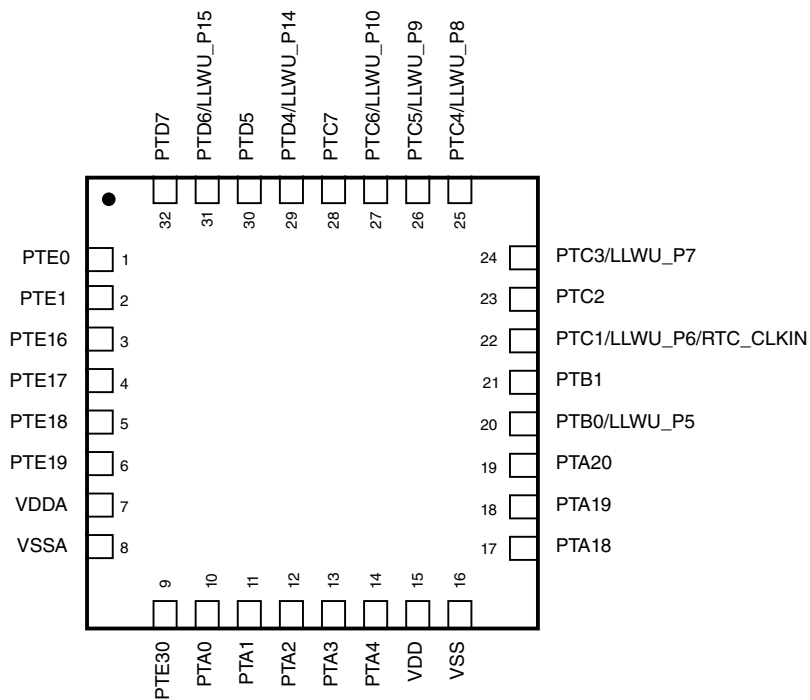 PTD7
PTD6/LLWU_P15
PTD5
PTD4/LLWU_P14
PTC7
PTC6/LLWU_P10
PTC5/LLWU_P9
PTC4/LLWU_P8
32
31
30
29
28
27
26
25
PTE0 1
PTE1 2
PTE16 3
PTE17 4
PTE18 5
PTE19 6
VDDA 7
VSSA 8
24 PTC3/LLWU_P7
23 PTC2
22 PTC1/LLWU_P6/RTC_CLKIN
21 PTB1
20 PTB0/LLWU_P5
19 PTA20
18 PTA19
17 PTA18
9
10
11
12
13
14
15
16
PTE30
PTA0
PTA1
PTA2
PTA3
PTA4
VDD
VSS